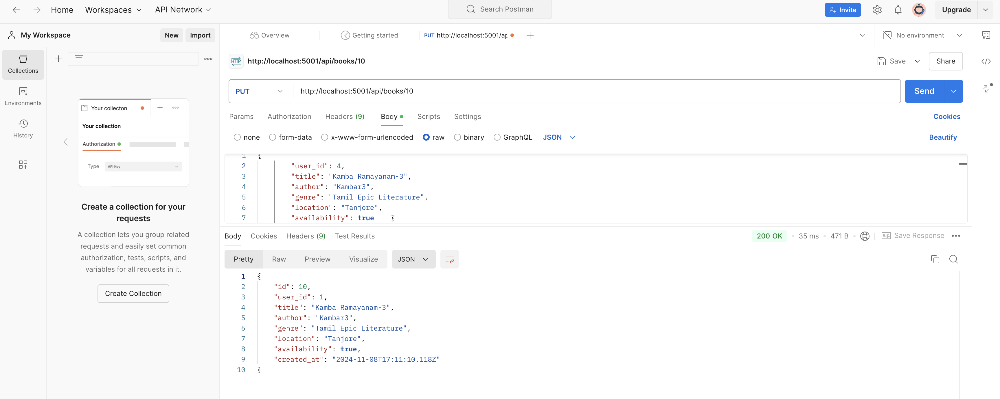 Home Workspaces API Network Search Postman Invite Upgrade
My Workspace New Import Overview Getting started PUT http://localhost:5001/ap No environment
Collections
Environments
History
Your collecton
Your collection
Authorization
Type API Key
Create a collection for your
requests
A collection lets you group related
requests and easily set common
authorization, tests, scripts, and
variables for all requests in it.
Create Collection
HTTP http://localhost:5001/api/books/10 Save Share
PUT http://localhost:5001/api/books/10 Send
Params Authorization Headers (9) Body Scripts Settings Cookies
none form-data x-www-form-urlencoded raw binary GraphQL JSON Beautify
1 {
2 "user_id": 4,
3 "title": "Kamba Ramayanam-3",
4 "author": "Kambar3",
5 "genre": "Tamil Epic Literature",
6 "location": "Tanjore",
7 "availability": true }
Body Cookies Headers (9) Test Results 200 OK 35 ms 471 B e.g. Save Response
Pretty Raw Preview Visualize JSON
1 {
2 "id": 10,
3 "user_id": 1,
4 "title": "Kamba Ramayanam-3",
5 "author": "Kambar3",
6 "genre": "Tamil Epic Literature",
7 "location": "Tanjore",
8 "availability": true,
9 "created_at": "2024-11-08T17:11:10.118Z"
10 }